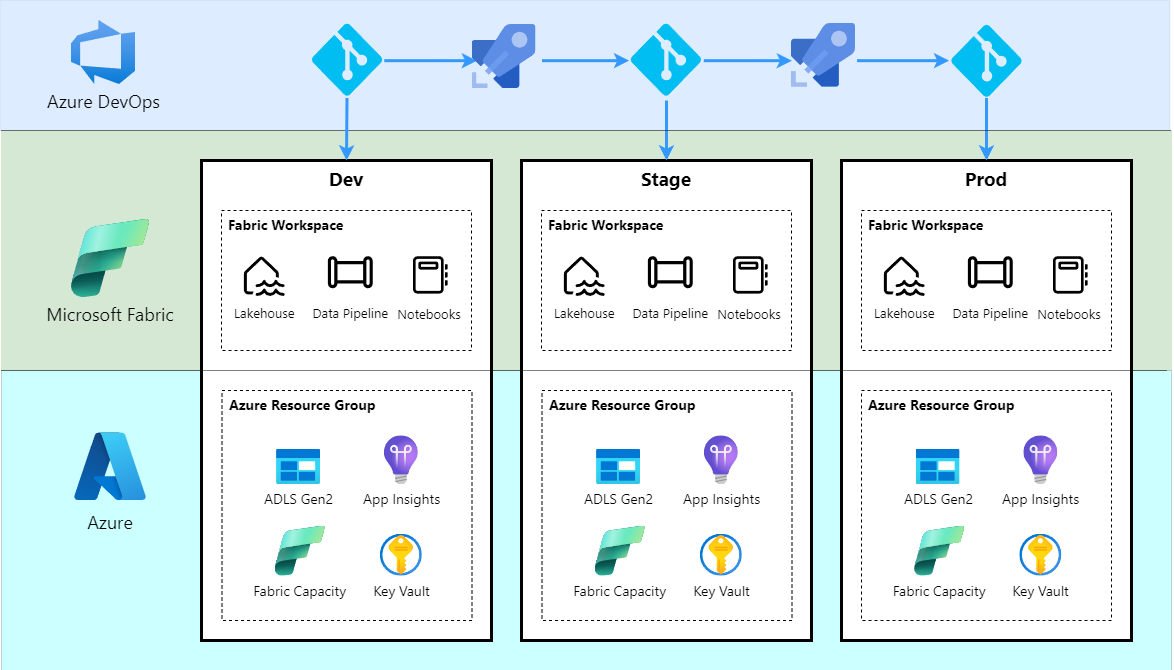 Azure DevOps
Dev
Stage
Prod
Fabric Workspace
Fabric Workspace
Fabric Workspace
Lakehouse
Data Pipeline
Notebooks
Lakehouse
Data Pipeline
Notebooks
Lakehouse
Data Pipeline
Notebooks
Microsoft Fabric
Azure Resource Group
Azure Resource Group
Azure Resource Group
ADLS Gen2
App Insights
ADLS Gen2
App Insights
ADLS Gen2
App Insights
Azure
Fabric Capacity
Key Vault
Fabric Capacity
Key Vault
Fabric Capacity
Key Vault